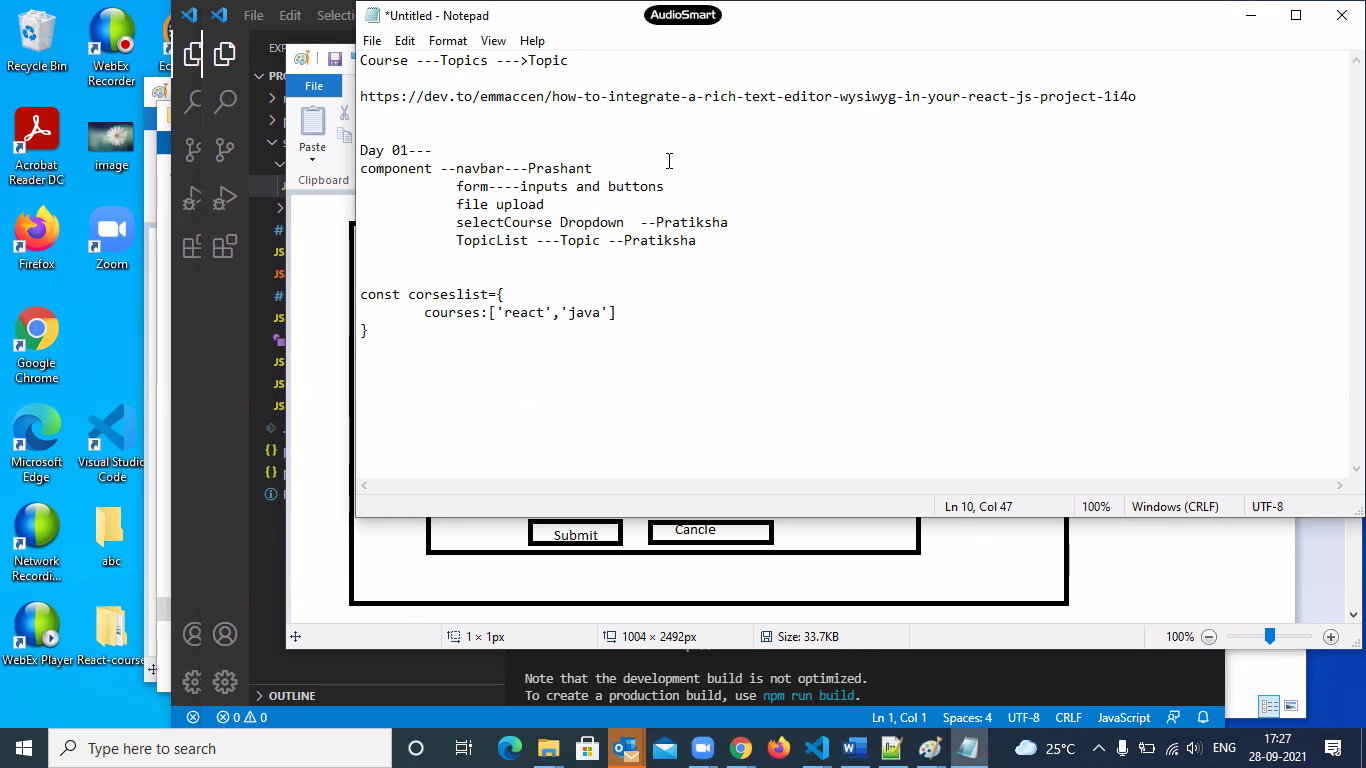 Recycle Bin
WebEx
Recorder
Acrobat
Reader DC
image
Firefox
Zoom
Google
Chrome
Microsoft
Edge
Visual Studio
Code
Network
Recordi...
abc
WebEx Player
React-course
File Edit Selecti
File
Paste
Clipboard
*Untitled - Notepad
AudioSmart
File Edit Format View Help
Course ---Topics --->Topic
https://dev.to/emmaccen/how-to-integrate-a-rich-text-editor-wysiwyg-in-your-react-js-project-1i4o
Day 01---
component --navbar---Prashant
form----inputs and buttons
file upload
selectCourse Dropdown --Pratiksha
TopicList ---Topic --Pratiksha
const corseslist={
courses:['react','java']
}
Ln 10, Col 47 100% Windows (CRLF) UTF-8
Submit Cancle
1 × 1px 1004 × 2492px Size: 33.7KB 100%
OUTLINE
Note that the development build is not optimized.
To create a production build, use npm run build.
0 0 Ln 1, Col 1 Spaces: 4 UTF-8 CRLF JavaScript
Type here to search
25°C ENG
17:27
28-09-2021